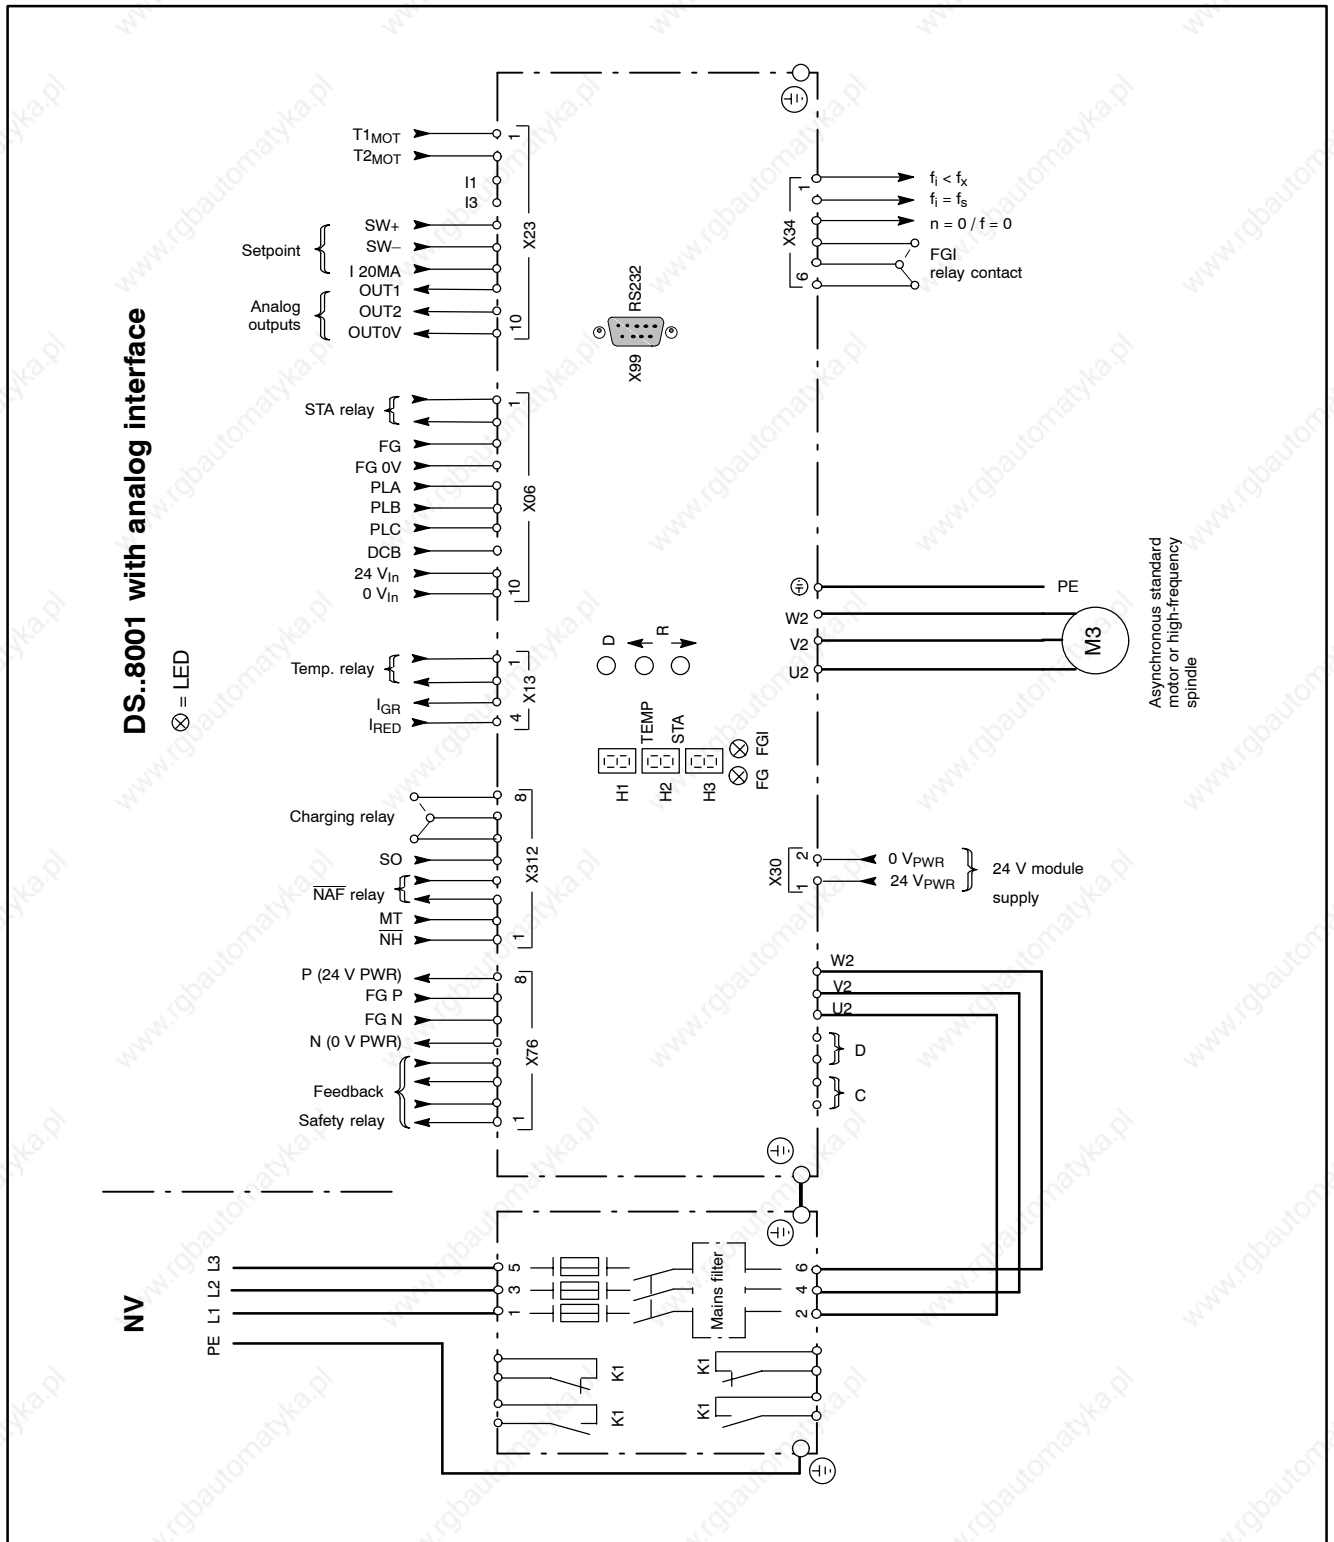 DS..8001 with analog interface
⊗ = LED
T1MOT
T2MOT
I1
I3
SW+
SW–
I 20MA
Setpoint
OUT1
OUT2
OUT0V
Analog
outputs
1
X23
10
STA relay
FG
FG 0V
PLA
PLB
PLC
DCB
24 VIn
0 VIn
1
X06
10
Temp. relay
IGR
IRED
1
X13
4
Charging relay
SO
NAF relay
MT
NH
8
X312
1
P (24 V PWR)
FG P
FG N
N (0 V PWR)
Feedback
Safety relay
8
X76
1
RS232
X99
D
R
TEMP
STA
H1
H2
H3
FG
FGI
1
X34
6
fi < fx
fi = fs
n = 0 / f = 0
FGI
relay contact
PE
W2
V2
U2
M3
Asynchronous standard
motor or high-frequency
spindle
X30
2
1
0 VPWR
24 VPWR
24 V module
supply
W2
V2
U2
D
C
NV
L3
L2
L1
PE
5
3
1
Mains filter
6
4
2
K1
K1
K1
K1
www.rgbautomatyka.pl